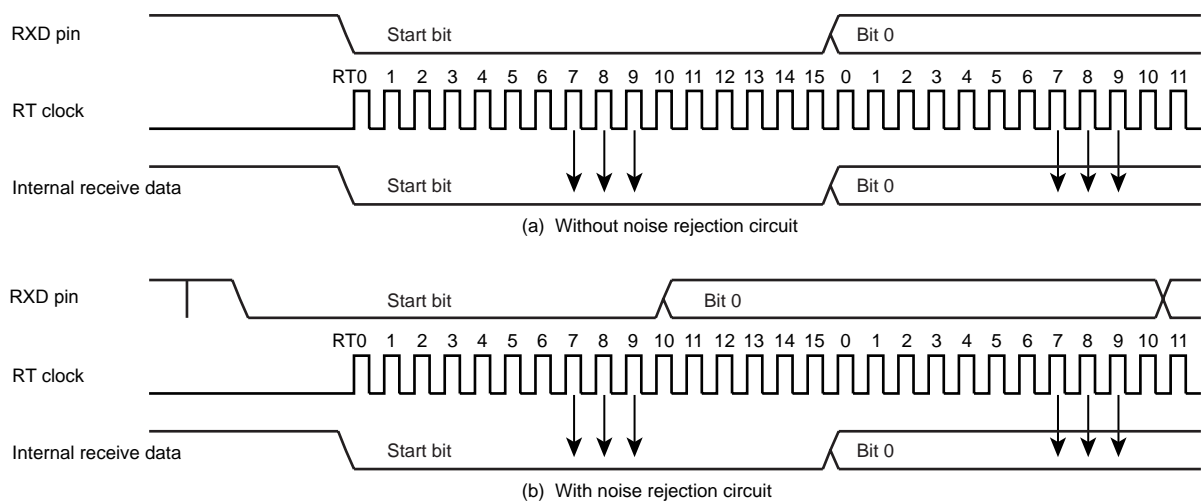 RXD pin Start bit Bit 0
RT0 1 2 3 4 5 6 7 8 9 10 11 12 13 14 15 0 1 2 3 4 5 6 7 8 9 10 11
RT clock
Internal receive data Start bit Bit 0
(a) Without noise rejection circuit
RXD pin Start bit Bit 0
RT0 1 2 3 4 5 6 7 8 9 10 11 12 13 14 15 0 1 2 3 4 5 6 7 8 9 10 11
RT clock
Internal receive data Start bit Bit 0
(b) With noise rejection circuit